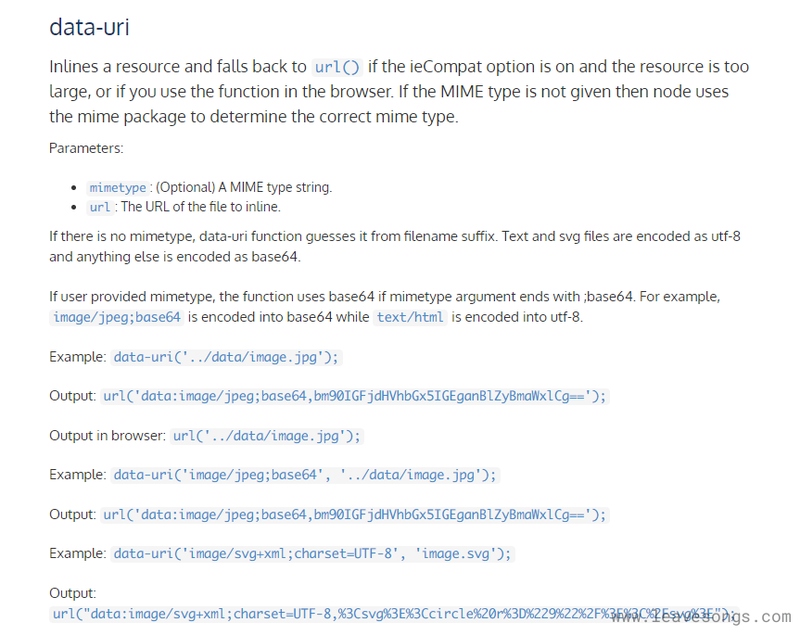 data-uri
Inlines a resource and falls back to url() if the ieCompat option is on and the resource is too
large, or if you use the function in the browser. If the MIME type is not given then node uses
the mime package to determine the correct mime type.
Parameters:
mimetype : (Optional) A MIME type string.
url : The URL of the file to inline.
If there is no mimetype, data-uri function guesses it from filename suffix. Text and svg files are encoded as utf-8
and anything else is encoded as base64.
If user provided mimetype, the function uses base64 if mimetype argument ends with ;base64. For example,
image/jpeg;base64 is encoded into base64 while text/html is encoded into utf-8.
Example: data-uri('../data/image.jpg');
Output: url('data:image/jpeg;base64,bm90IGFjdHVhbGx5IGEganBlZyBmaWxlCg==');
Output in browser: url('../data/image.jpg');
Example: data-uri('image/jpeg;base64', '../data/image.jpg');
Output: url('data:image/jpeg;base64,bm90IGFjdHVhbGx5IGEganBlZyBmaWxlCg==');
Example: data-uri('image/svg+xml;charset=UTF-8', 'image.svg');
Output:
url("data:image/svg+xml;charset=UTF-8,%3Csvg%3E%3Ccircle%20r%3D%229%22%2F%3E%3C%2Fsvg%3E");
www.leavesongs.com